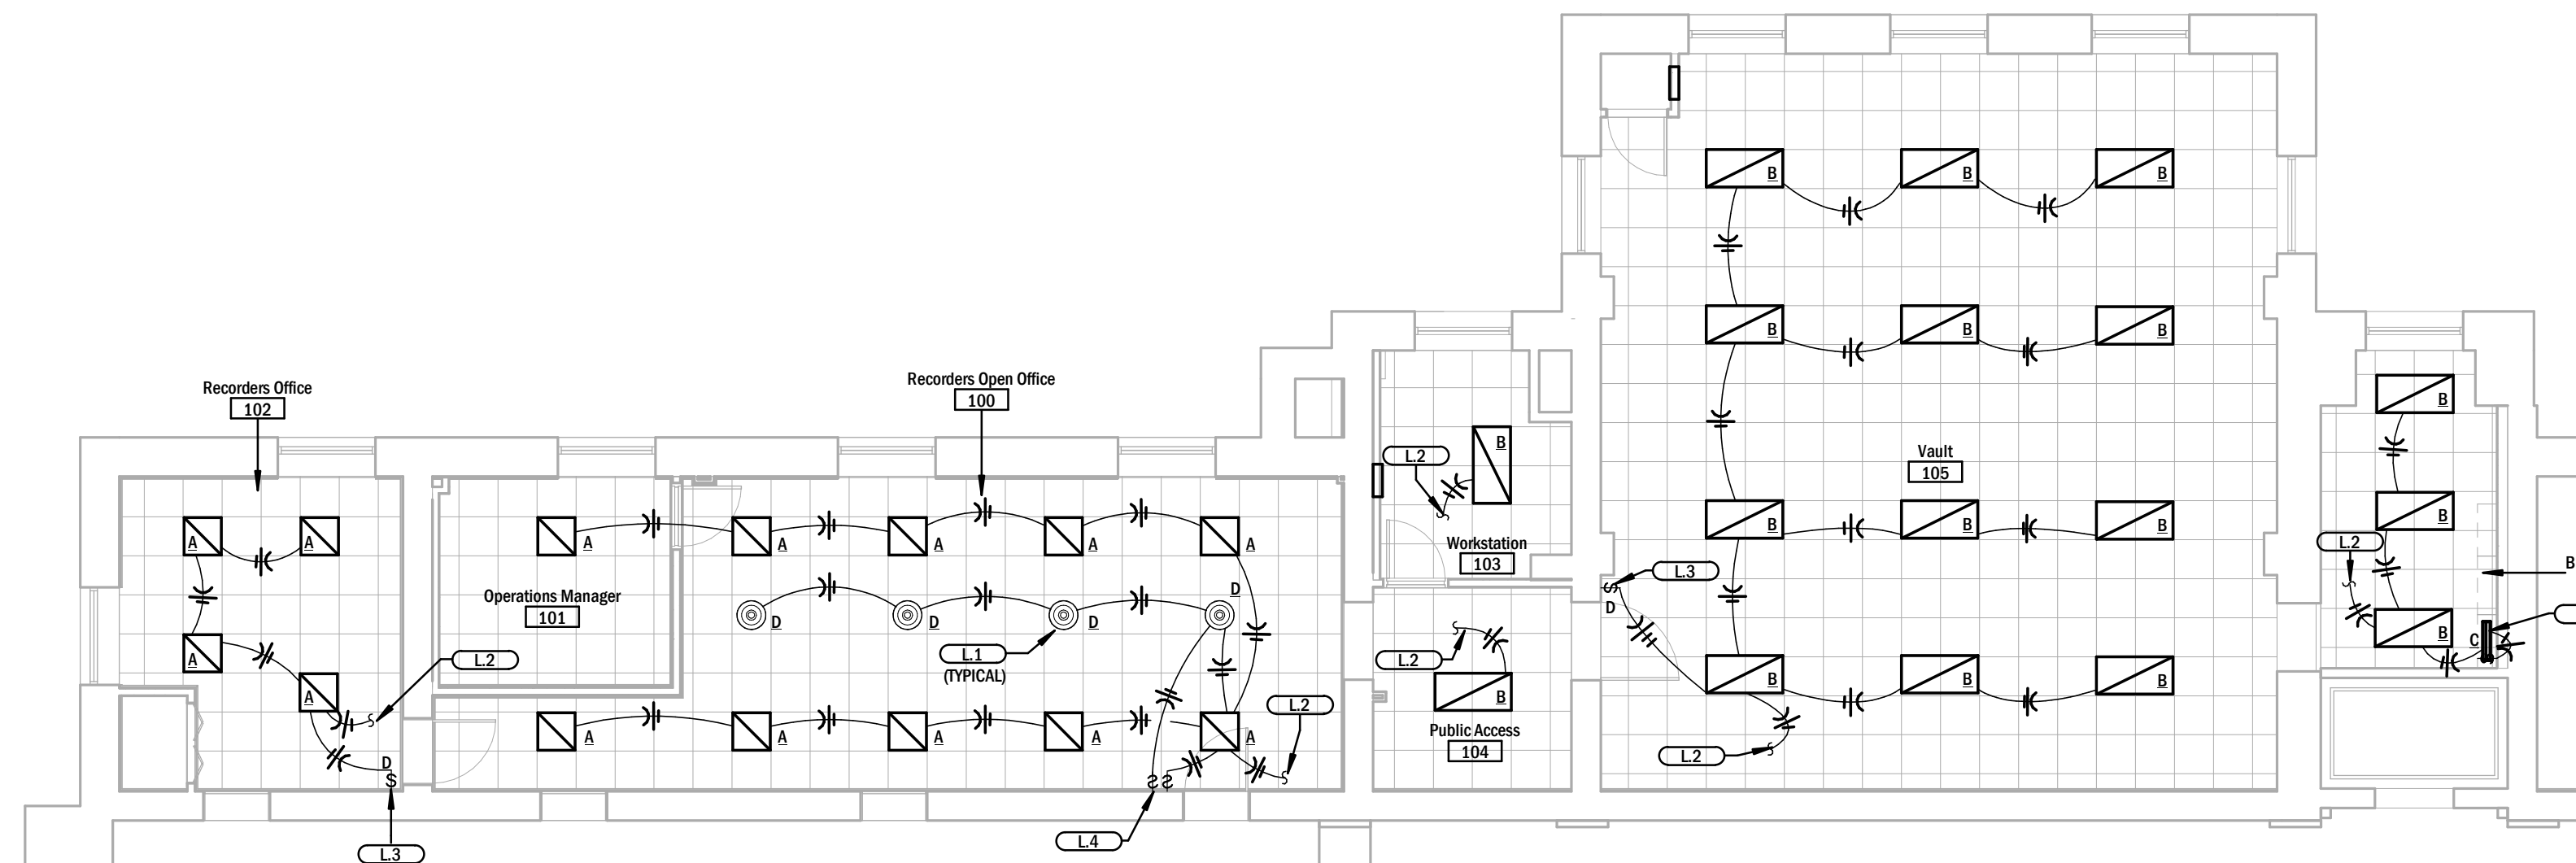 B
B
B
B
B
B
Recorders Office
102
Recorders Open Office
100
B
L.2
B
Vault
105
A
A
A
A
A
A
A
B
B
B
B
L.2
Workstation
103
L.3
B
D
Operations Manager
101
D
D
D
D
D
D
L.1
(TYPICAL)
L.2
B
C
A
L.2
A
B
Public Access
104
B
B
B
L.2
L.2
A
A
A
A
A
D
S
S S
L.4
L.3